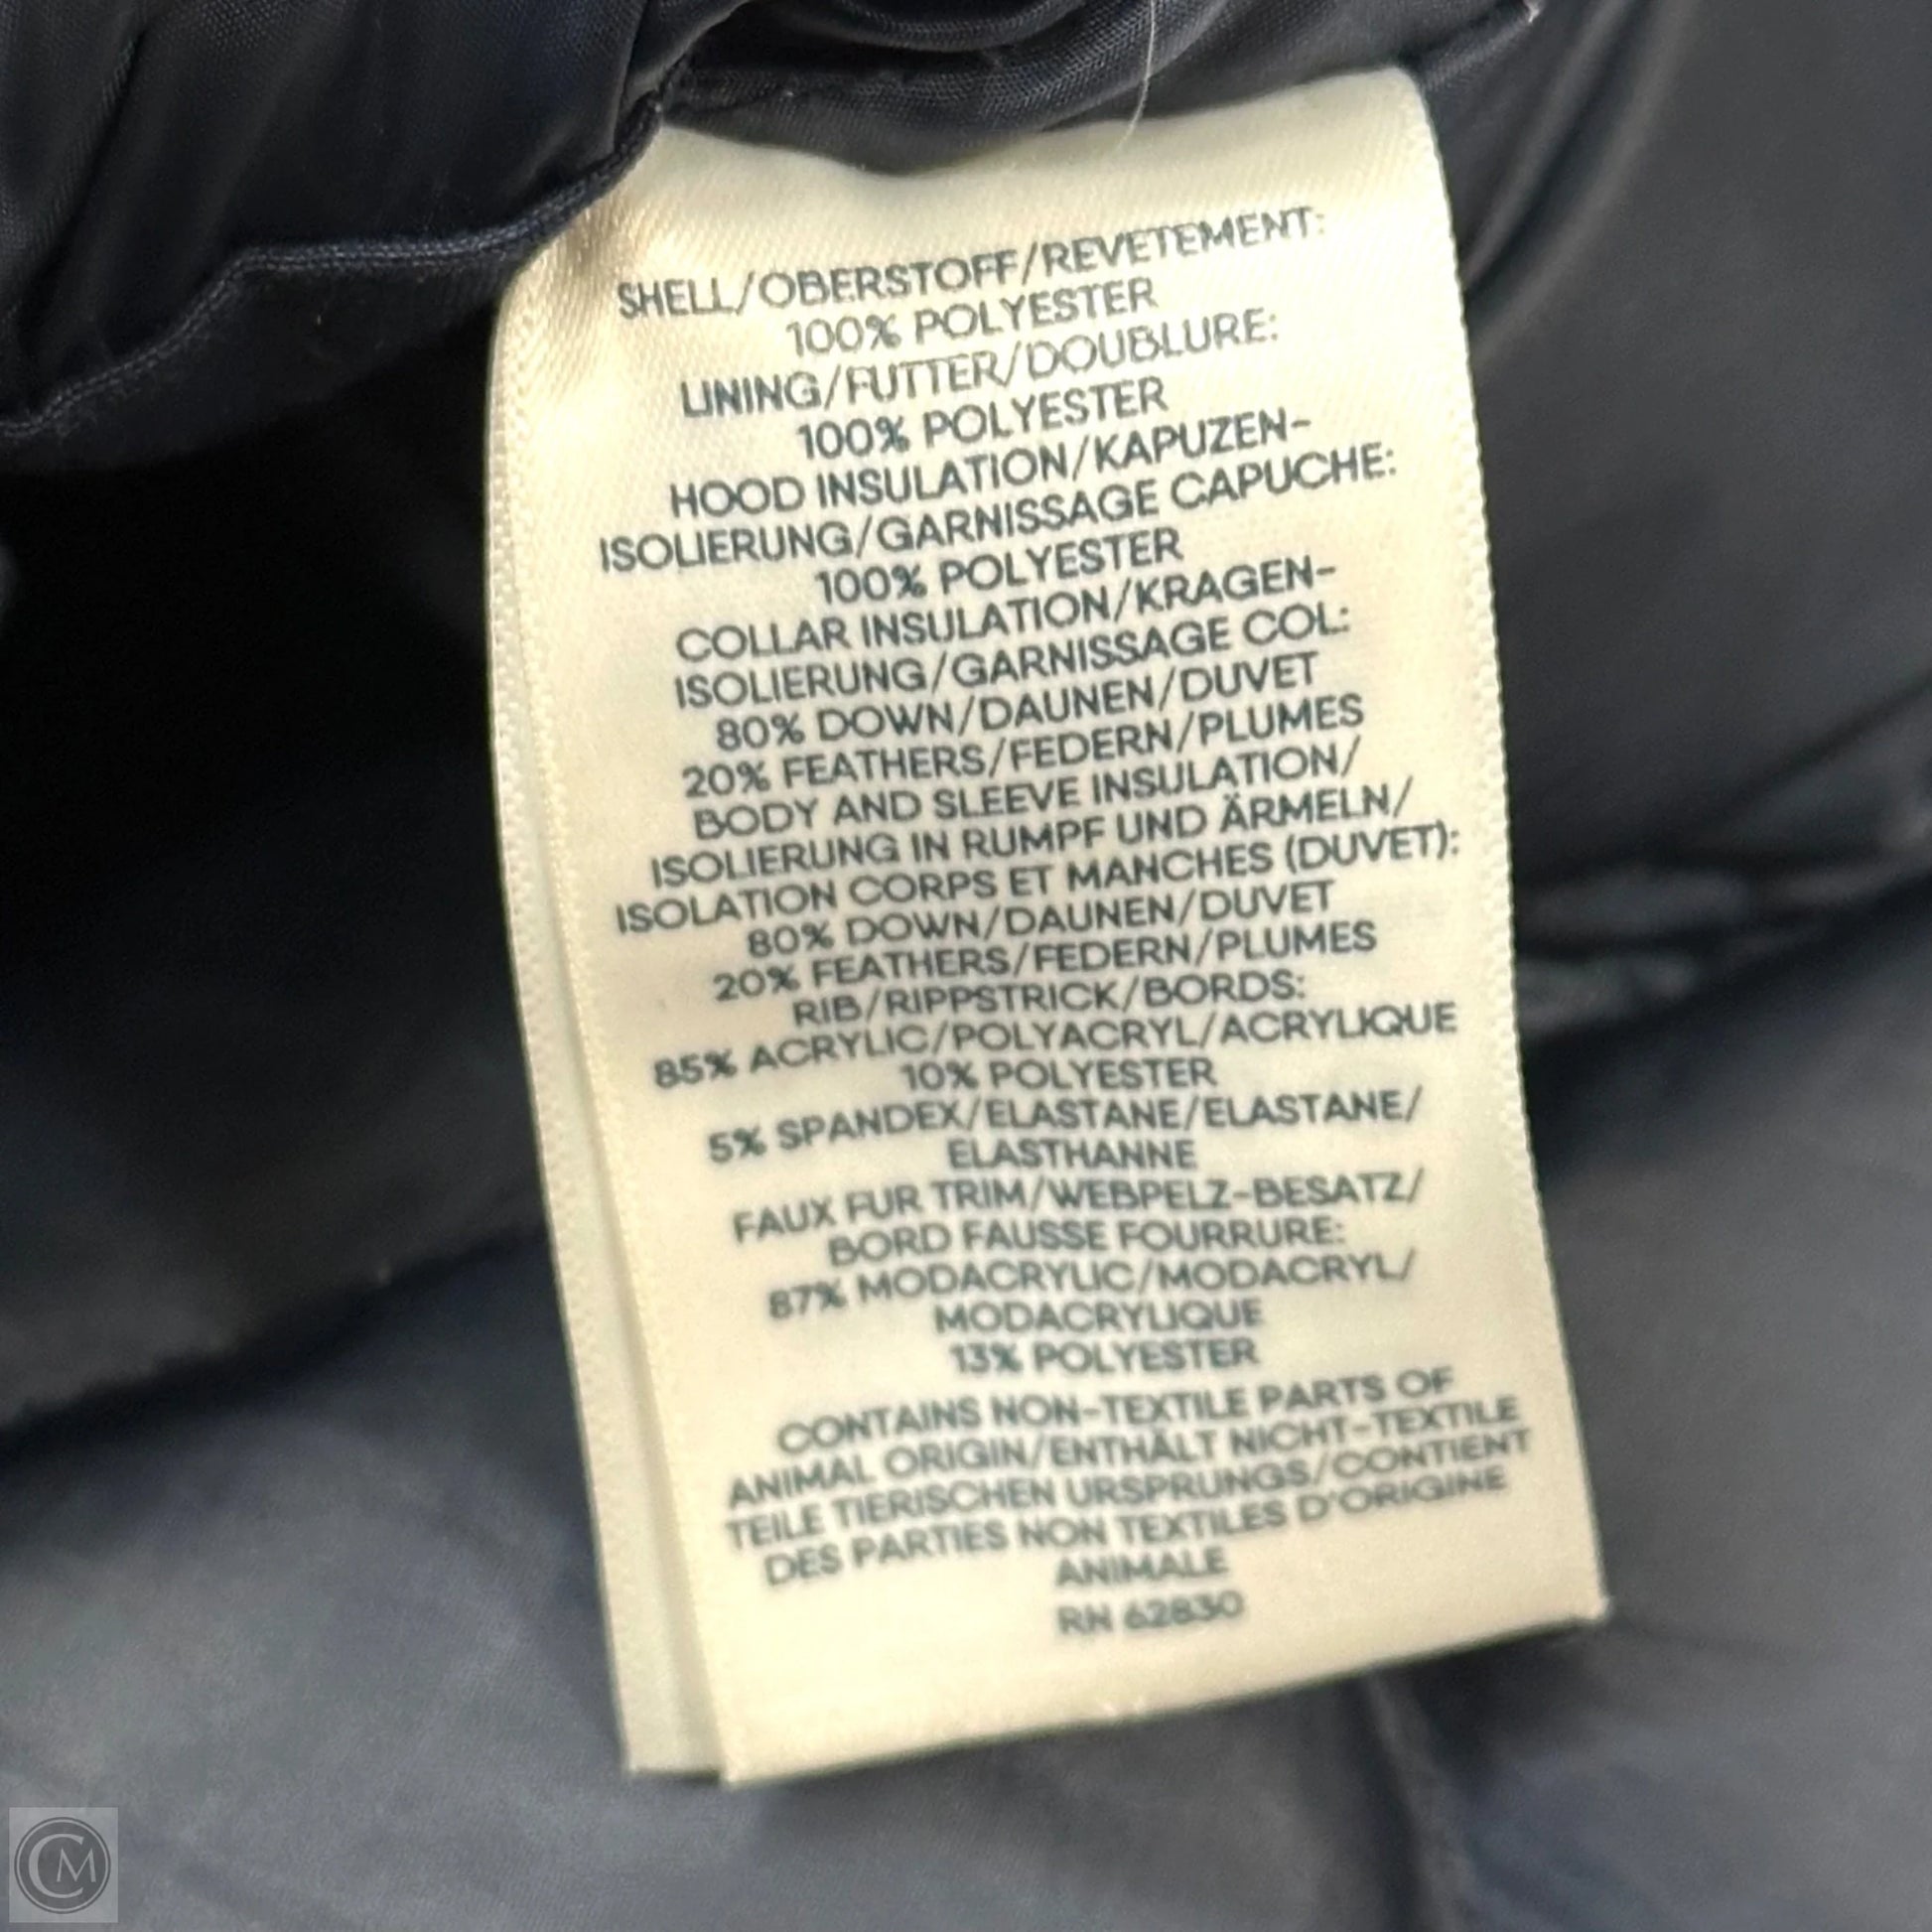 SHELL/OBERSTOFF/REVETEMENT:
100% POLYESTER
LINING/FUTTER/DOUBLURE:
100% POLYESTER
HOOD INSULATION/KAPUZEN-
ISOLIERUNG/GARNISSAGE CAPUCHE:
100% POLYESTER
COLLAR INSULATION/KRAGEN-
ISOLIERUNG/GARNISSAGE COL:
80% DOWN/DAUNEN/DUVET
20% FEATHERS/FEDERN/PLUMES
BODY AND SLEEVE INSULATION/
ISOLIERUNG IN RUMPF UND ÄRMELN/
ISOLATION CORPS ET MANCHES (DUVET):
80% DOWN/DAUNEN/DUVET
20% FEATHERS/FEDERN/PLUMES
RIB/RIPPSTRICK/BORDS:
85% ACRYLIC/POLYACRYL/ACRYLIQUE
10% POLYESTER
5% SPANDEX/ELASTANE/ELASTANE/
ELASTHANNE
FAUX FUR TRIM/WEBPELZ-BESATZ/
BORD FAUSSE FOURRURE:
87% MODACRYLIC/MODACRYL/
MODACRYLIQUE
13% POLYESTER
CONTAINS NON-TEXTILE PARTS OF
ANIMAL ORIGIN/ENTHÄLT NICHT-TEXTILE
TEILE TIERISCHEN URSPRUNGS/CONTIENT
DES PARTIES NON TEXTILES D'ORIGINE
ANIMALE
RN 62830
CM